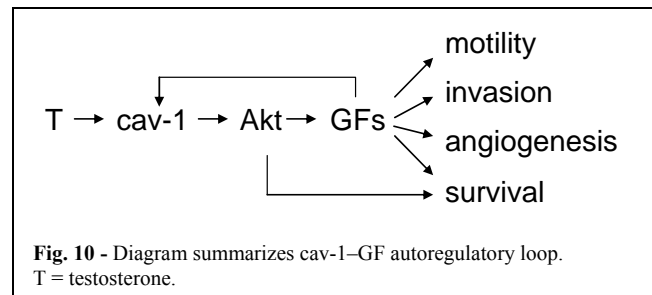 motility
invasion
T cav-1 Akt GFs
angiogenesis
survival
Fig. 10 - Diagram summarizes cav-1–GF autoregulatory loop.
T = testosterone.